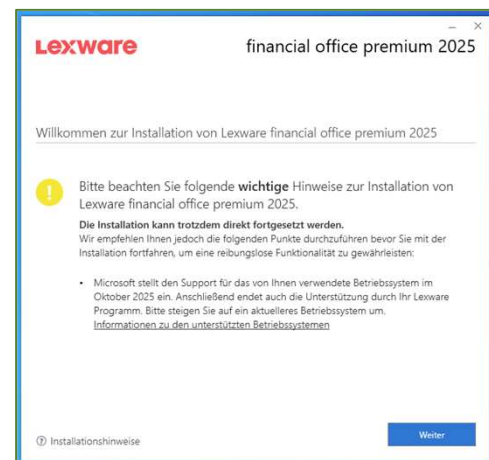 Lexware
financial office premium 2025
Willkommen zur Installation von Lexware financial office premium 2025
Bitte beachten Sie folgende wichtige Hinweise zur Installation von
Lexware financial office premium 2025.
Die Installation kann trotzdem direkt fortgesetzt werden.
Wir empfehlen Ihnen jedoch die folgenden Punkte durchzuführen bevor Sie mit der
Installation fortfahren, um eine reibungslose Funktionalität zu gewährleisten:
• Microsoft stellt den Support für das von Ihnen verwendete Betriebssystem im
Oktober 2025 ein. Anschließend endet auch die Unterstützung durch Ihr Lexware
Programm. Bitte steigen Sie auf ein aktuelleres Betriebssystem um.
Informationen zu den unterstützten Betriebssystemen
Installationshinweise
Weiter